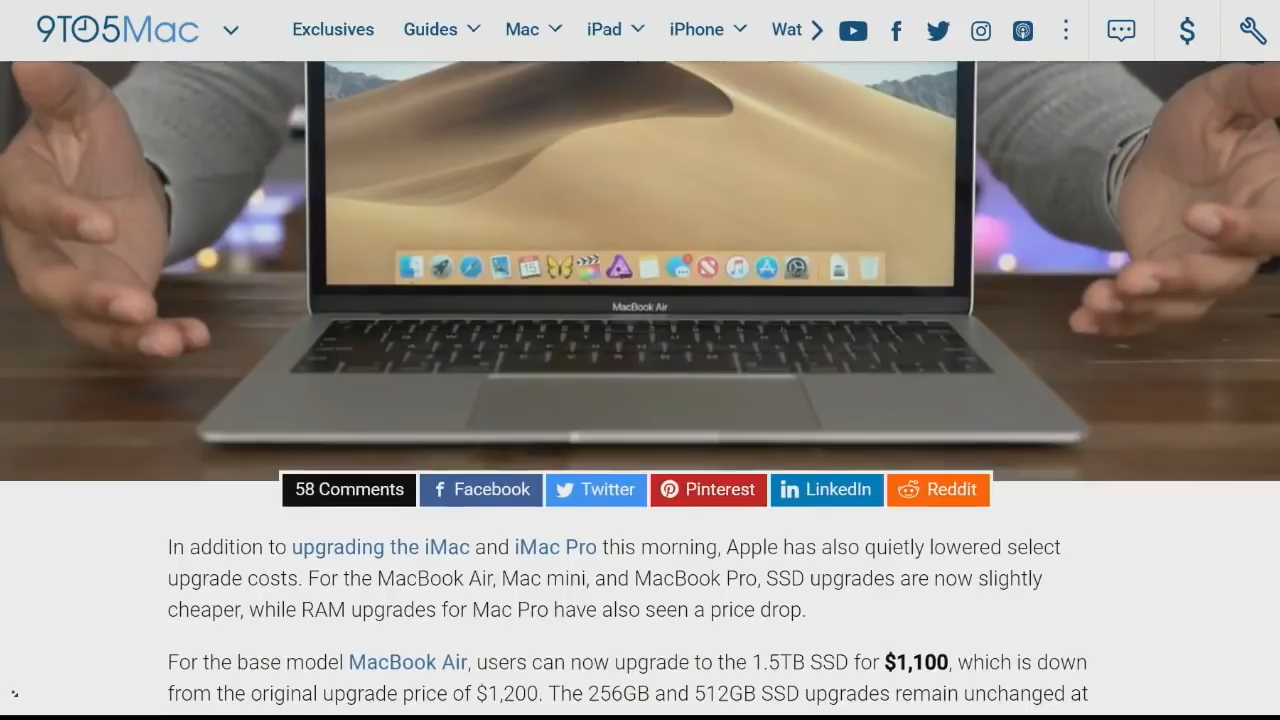 9TO5Mac
Exclusives Guides Mac iPad iPhone Wat
15
MacBook Air
58 Comments Facebook Twitter Pinterest LinkedIn Reddit
In addition to upgrading the iMac and iMac Pro this morning, Apple has also quietly lowered select
upgrade costs. For the MacBook Air, Mac mini, and MacBook Pro, SSD upgrades are now slightly
cheaper, while RAM upgrades for Mac Pro have also seen a price drop.
For the base model MacBook Air, users can now upgrade to the 1.5TB SSD for $1,100, which is down
from the original upgrade price of $1,200. The 256GB and 512GB SSD upgrades remain unchanged at